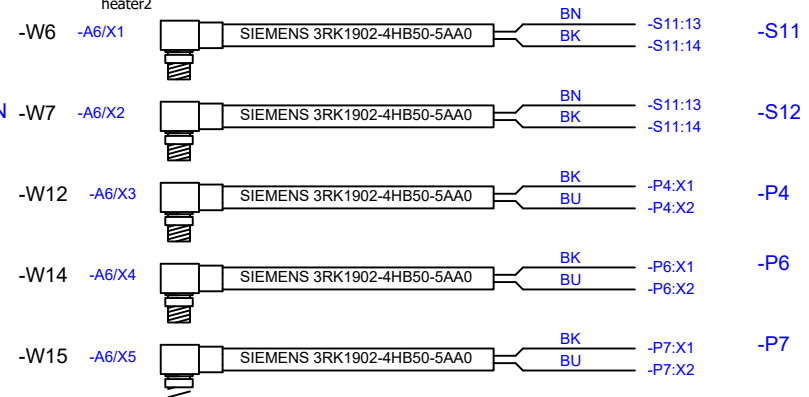 heater2
-W6 -A6/X1 SIEMENS 3RK1902-4HB50-5AA0 BN -S11:13 -S11
BK -S11:14
N -W7 -A6/X2 SIEMENS 3RK1902-4HB50-5AA0 BN -S11:13 -S12
BK -S11:14
-W12 -A6/X3 SIEMENS 3RK1902-4HB50-5AA0 BK -P4:X1 -P4
BU -P4:X2
-W14 -A6/X4 SIEMENS 3RK1902-4HB50-5AA0 BK -P6:X1 -P6
BU -P6:X2
-W15 -A6/X5 SIEMENS 3RK1902-4HB50-5AA0 BK -P7:X1 -P7
BU -P7:X2